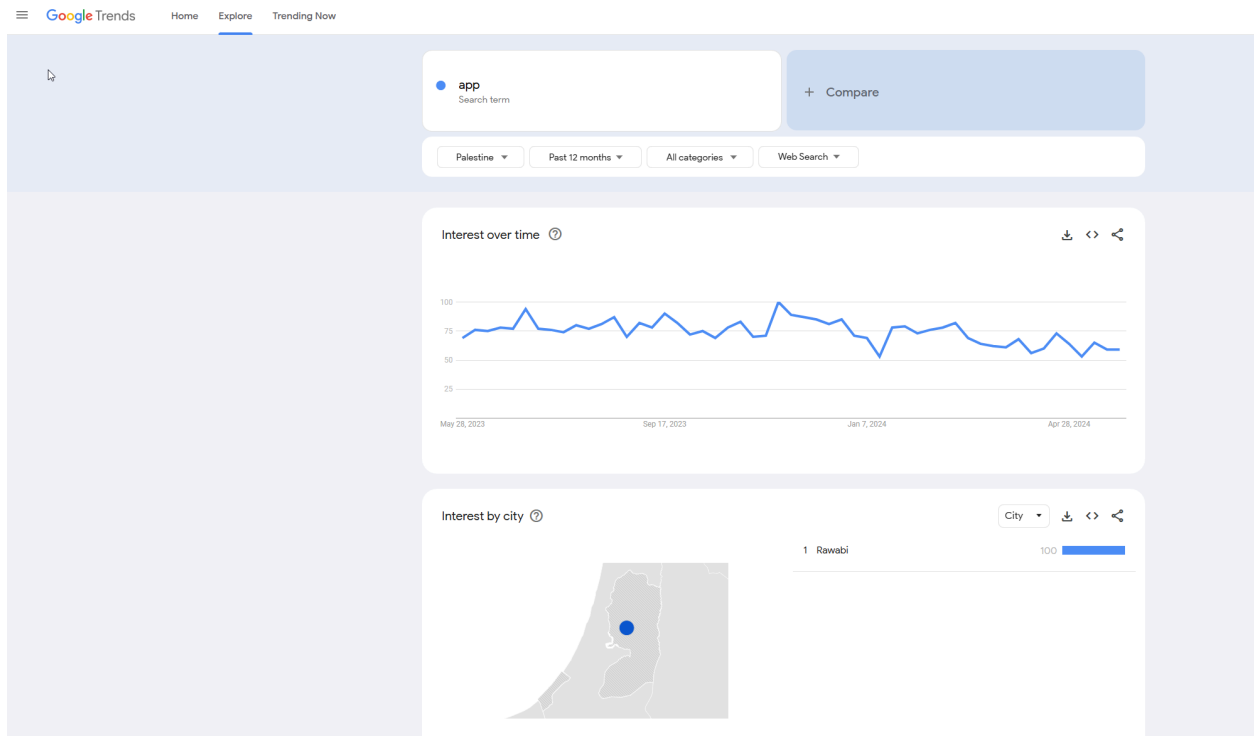 Google Trends Home Explore Trending Now
app
Search term
+ Compare
Palestine Past 12 months All categories Web Search
Interest over time
100
75
50
25
May 28, 2023 Sep 17, 2023 Jan 7, 2024 Apr 28, 2024
Interest by city City
1 Rawabi 100